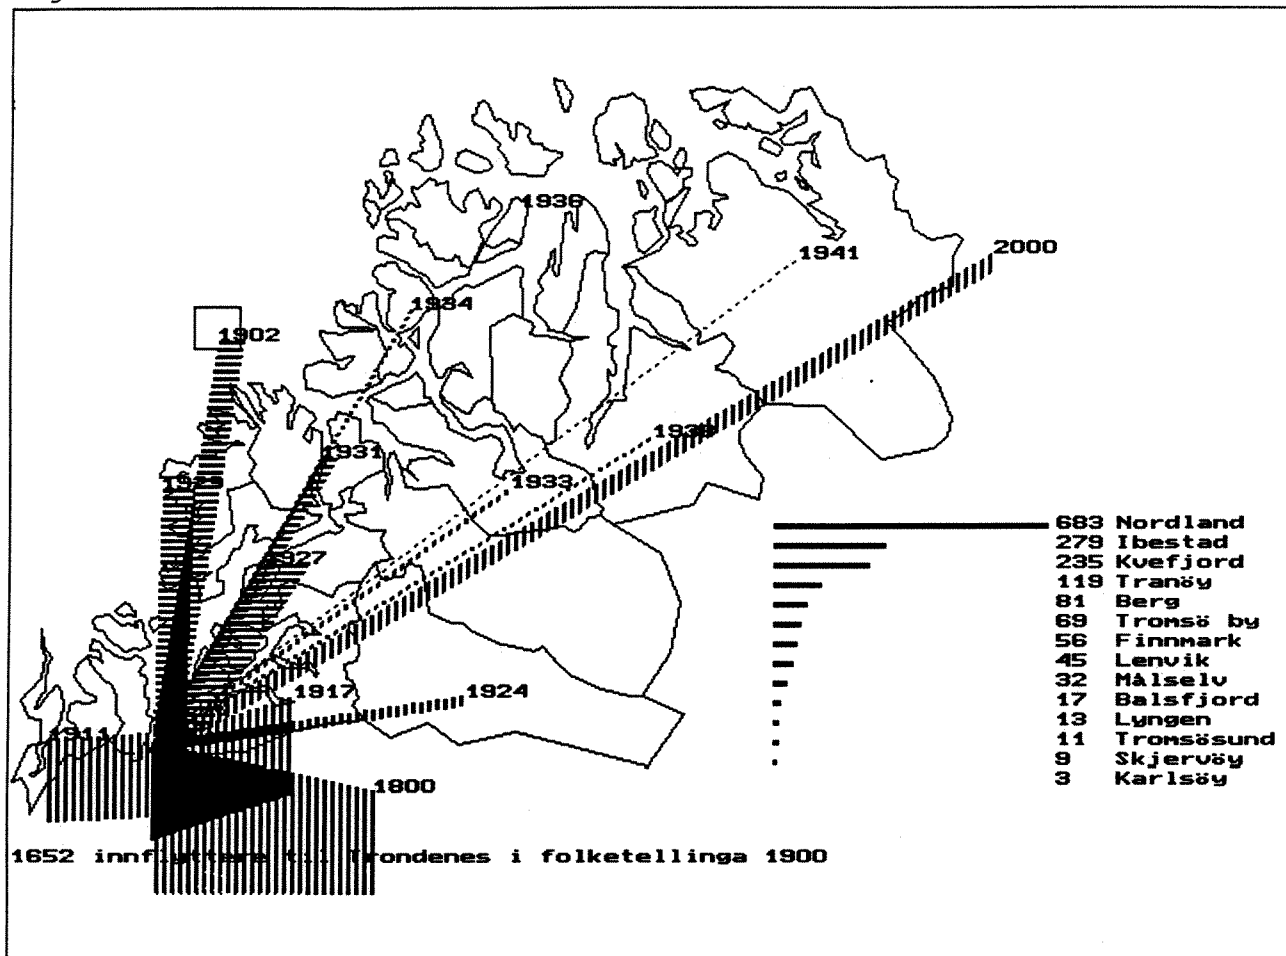 1936
1941
2000
1934
1902
1931
1933
1927
1917
1924
1911
1800
683 Nordland
279 Ibestad
235 Kvefjord
119 Tranöy
81 Berg
69 Tromsö by
56 Finnmark
45 Lenvik
32 Målselv
17 Balsfjord
13 Lyngen
11 Tromsösund
9 Skjervöy
3 Karlsöy
1652 innflyttere til Trondenes i folketellinga 1900